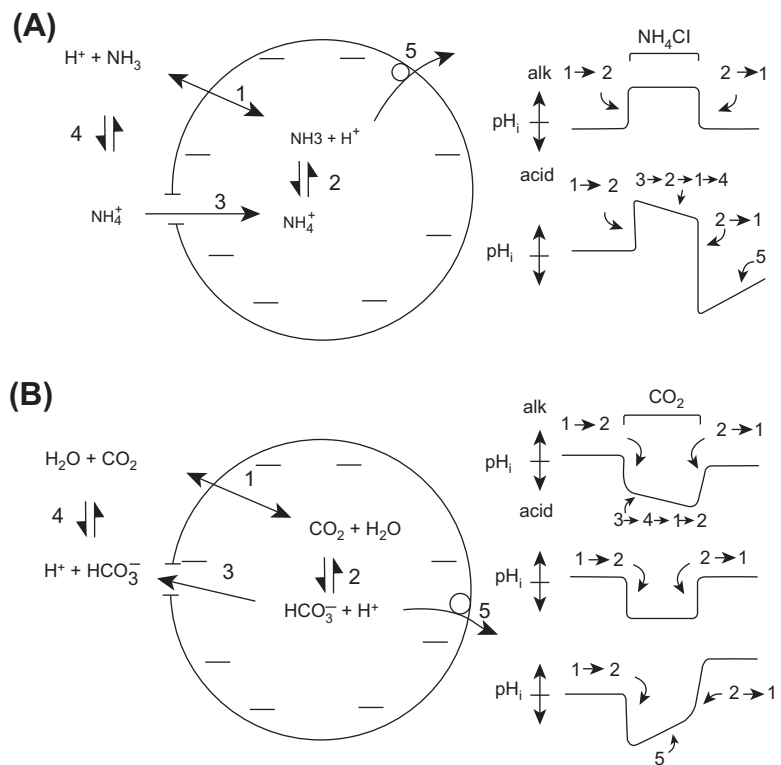 (A)
H⁺ + NH₃
1
5
NH3 + H⁺
4
2
NH₄⁺
3
NH₄⁺
NH₄Cl
alk
1→2
2→1
pHᵢ
acid
1→2
3→2→1→4
2→1
pHᵢ
5
(B)
H₂O + CO₂
1
CO₂ + H₂O
4
2
H⁺ + HCO₃⁻
3
HCO₃⁻ + H⁺
5
CO₂
alk
1→2
2→1
pHᵢ
acid
3→4→1→2
1→2
2→1
pHᵢ
1→2
pHᵢ
2→1
5